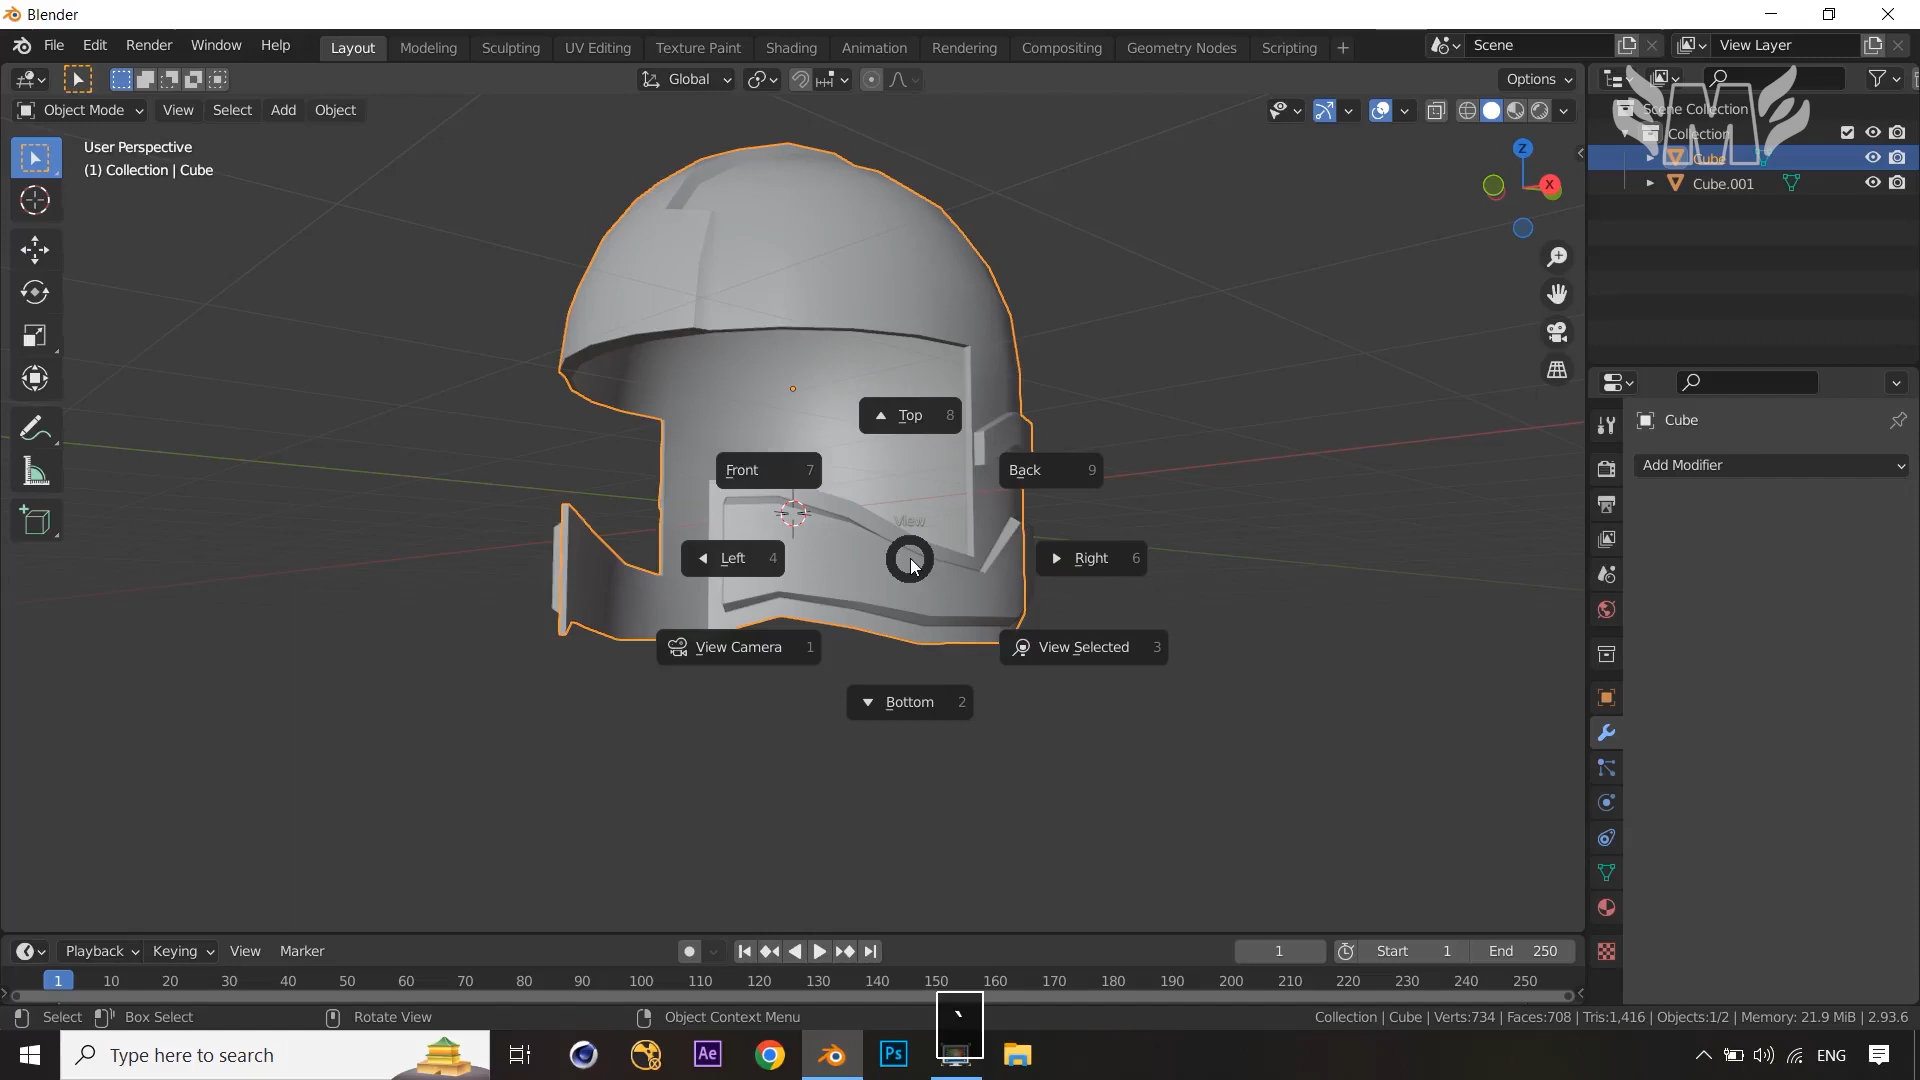 Blender
File Edit Render Window Help Layout Modeling Sculpting UV Editing Texture Paint Shading Animation Rendering Compositing Geometry Nodes Scripting + Scene View Layer
Global Options
Object Mode View Select Add Object
User Perspective
(1) Collection | Cube
Z
X
Scene Collection
Collection
Cube
Cube.001
Top 8
Front 7
Back 9
View
Left 4
Right 6
View Camera 1
View Selected 3
Bottom 2
Cube
Add Modifier
Playback Keying View Marker 1 Start 1 End 250
1 10 20 30 40 50 60 70 80 90 100 110 120 130 140 150 160 170 180 190 200 210 220 230 240 250
Select Box Select Rotate View Object Context Menu ` Collection | Cube | Verts:734 | Faces:708 | Tris:1,416 | Objects:1/2 | Memory: 21.9 MiB | 2.93.6
Type here to search Ae Ps ENG